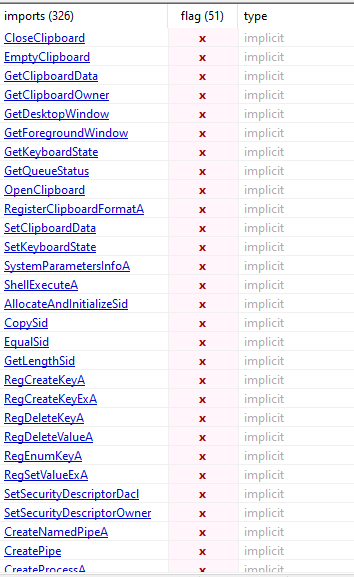 imports (326) flag (51) type
CloseClipboard x implicit
EmptyClipboard x implicit
GetClipboardData x implicit
GetClipboardOwner x implicit
GetDesktopWindow x implicit
GetForegroundWindow x implicit
GetKeyboardState x implicit
GetQueueStatus x implicit
OpenClipboard x implicit
RegisterClipboardFormatA x implicit
SetClipboardData x implicit
SetKeyboardState x implicit
SystemParametersInfoA x implicit
ShellExecuteA x implicit
AllocateAndInitializeSid x implicit
CopySid x implicit
EqualSid x implicit
GetLengthSid x implicit
RegCreateKeyA x implicit
RegCreateKeyExA x implicit
RegDeleteKeyA x implicit
RegDeleteValueA x implicit
RegEnumKeyA x implicit
RegSetValueExA x implicit
SetSecurityDescriptorDacl x implicit
SetSecurityDescriptorOwner x implicit
CreateNamedPipeA x implicit
CreatePipe x implicit
CreateProcessA x implicit